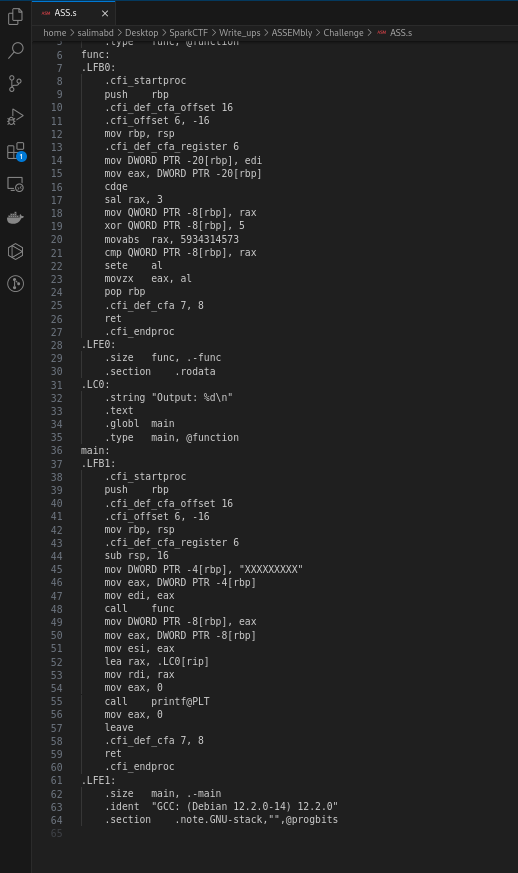 ASS.s
home > salimabd > Desktop > SparkCTF > Write_ups > ASSEMbly > Challenge > ASS.s
5 .type func, @function
6 func:
7 .LFB0:
8 .cfi_startproc
9 push rbp
10 .cfi_def_cfa_offset 16
11 .cfi_offset 6, -16
12 mov rbp, rsp
13 .cfi_def_cfa_register 6
14 mov DWORD PTR -20[rbp], edi
15 mov eax, DWORD PTR -20[rbp]
16 cdqe
17 sal rax, 3
18 mov QWORD PTR -8[rbp], rax
19 xor QWORD PTR -8[rbp], 5
20 movabs rax, 5934314573
21 cmp QWORD PTR -8[rbp], rax
22 sete al
23 movzx eax, al
24 pop rbp
25 .cfi_def_cfa 7, 8
26 ret
27 .cfi_endproc
28 .LFE0:
29 .size func, .-func
30 .section .rodata
31 .LC0:
32 .string "Output: %d\n"
33 .text
34 .globl main
35 .type main, @function
36 main:
37 .LFB1:
38 .cfi_startproc
39 push rbp
40 .cfi_def_cfa_offset 16
41 .cfi_offset 6, -16
42 mov rbp, rsp
43 .cfi_def_cfa_register 6
44 sub rsp, 16
45 mov DWORD PTR -4[rbp], "XXXXXXXXX"
46 mov eax, DWORD PTR -4[rbp]
47 mov edi, eax
48 call func
49 mov DWORD PTR -8[rbp], eax
50 mov eax, DWORD PTR -8[rbp]
51 mov esi, eax
52 lea rax, .LC0[rip]
53 mov rdi, rax
54 mov eax, 0
55 call printf@PLT
56 mov eax, 0
57 leave
58 .cfi_def_cfa 7, 8
59 ret
60 .cfi_endproc
61 .LFE1:
62 .size main, .-main
63 .ident "GCC: (Debian 12.2.0-14) 12.2.0"
64 .section .note.GNU-stack,"",@progbits
65
1